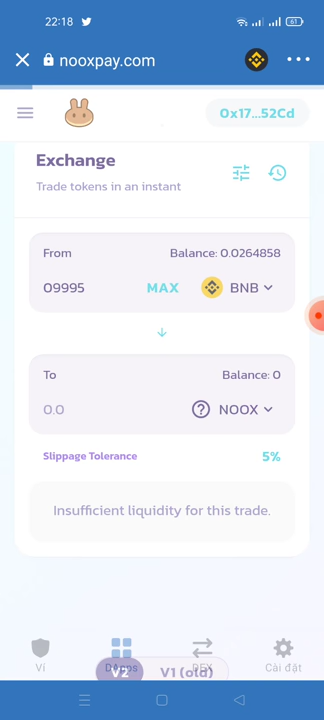 22:18
61
nooxpay.com
0x17...52Cd
Exchange
Trade tokens in an instant
From
Balance: 0.0264858
09995
MAX
BNB
To
Balance: 0
0.0
NOOX
Slippage Tolerance
5%
Insufficient liquidity for this trade.
Ví
DApps
DEX
Cài đặt
V2
V1 (old)